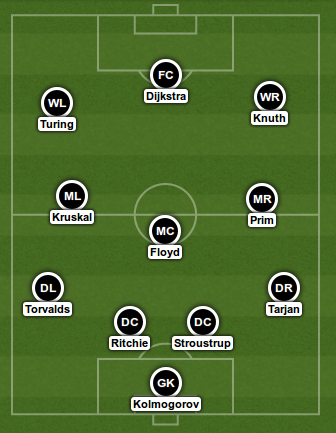 FC
Dijkstra
WL
Turing
WR
Knuth
ML
Kruskal
MR
Prim
MC
Floyd
DL
Torvalds
DR
Tarjan
DC
Ritchie
DC
Stroustrup
GK
Kolmogorov